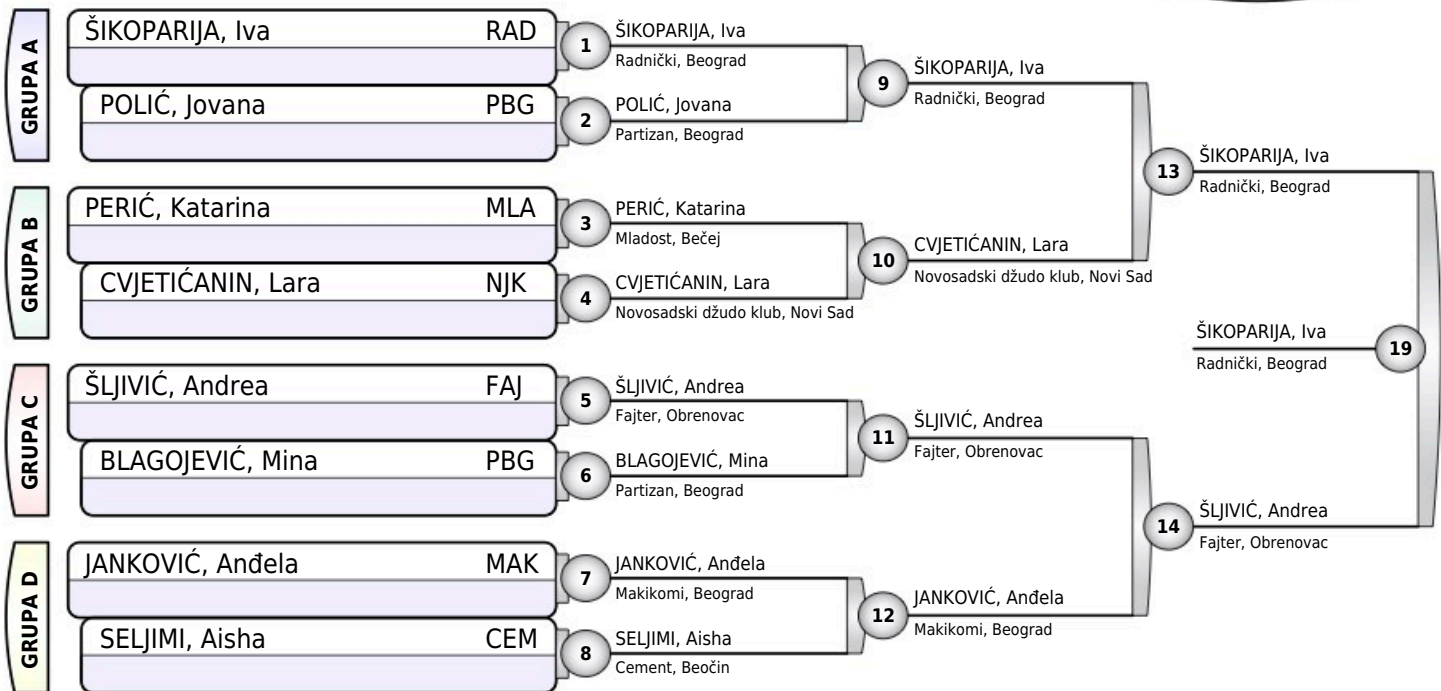 GRUPA A
ŠIKOPARIJA, Iva RAD
POLIĆ, Jovana PBG
GRUPA B
PERIĆ, Katarina MLA
CVJETIĆANIN, Lara NJK
GRUPA C
ŠLJIVIĆ, Andrea FAJ
BLAGOJEVIĆ, Mina PBG
GRUPA D
JANKOVIĆ, Anđela MAK
SELJIMI, Aisha CEM
1
ŠIKOPARIJA, Iva
Radnički, Beograd
2
POLIĆ, Jovana
Partizan, Beograd
3
PERIĆ, Katarina
Mladost, Bečej
4
CVJETIĆANIN, Lara
Novosadski džudo klub, Novi Sad
5
ŠLJIVIĆ, Andrea
Fajter, Obrenovac
6
BLAGOJEVIĆ, Mina
Partizan, Beograd
7
JANKOVIĆ, Anđela
Makikomi, Beograd
8
SELJIMI, Aisha
Cement, Beočin
9
ŠIKOPARIJA, Iva
Radnički, Beograd
10
CVJETIĆANIN, Lara
Novosadski džudo klub, Novi Sad
11
ŠLJIVIĆ, Andrea
Fajter, Obrenovac
12
JANKOVIĆ, Anđela
Makikomi, Beograd
13
ŠIKOPARIJA, Iva
Radnički, Beograd
14
ŠLJIVIĆ, Andrea
Fajter, Obrenovac
ŠIKOPARIJA, Iva
Radnički, Beograd
19